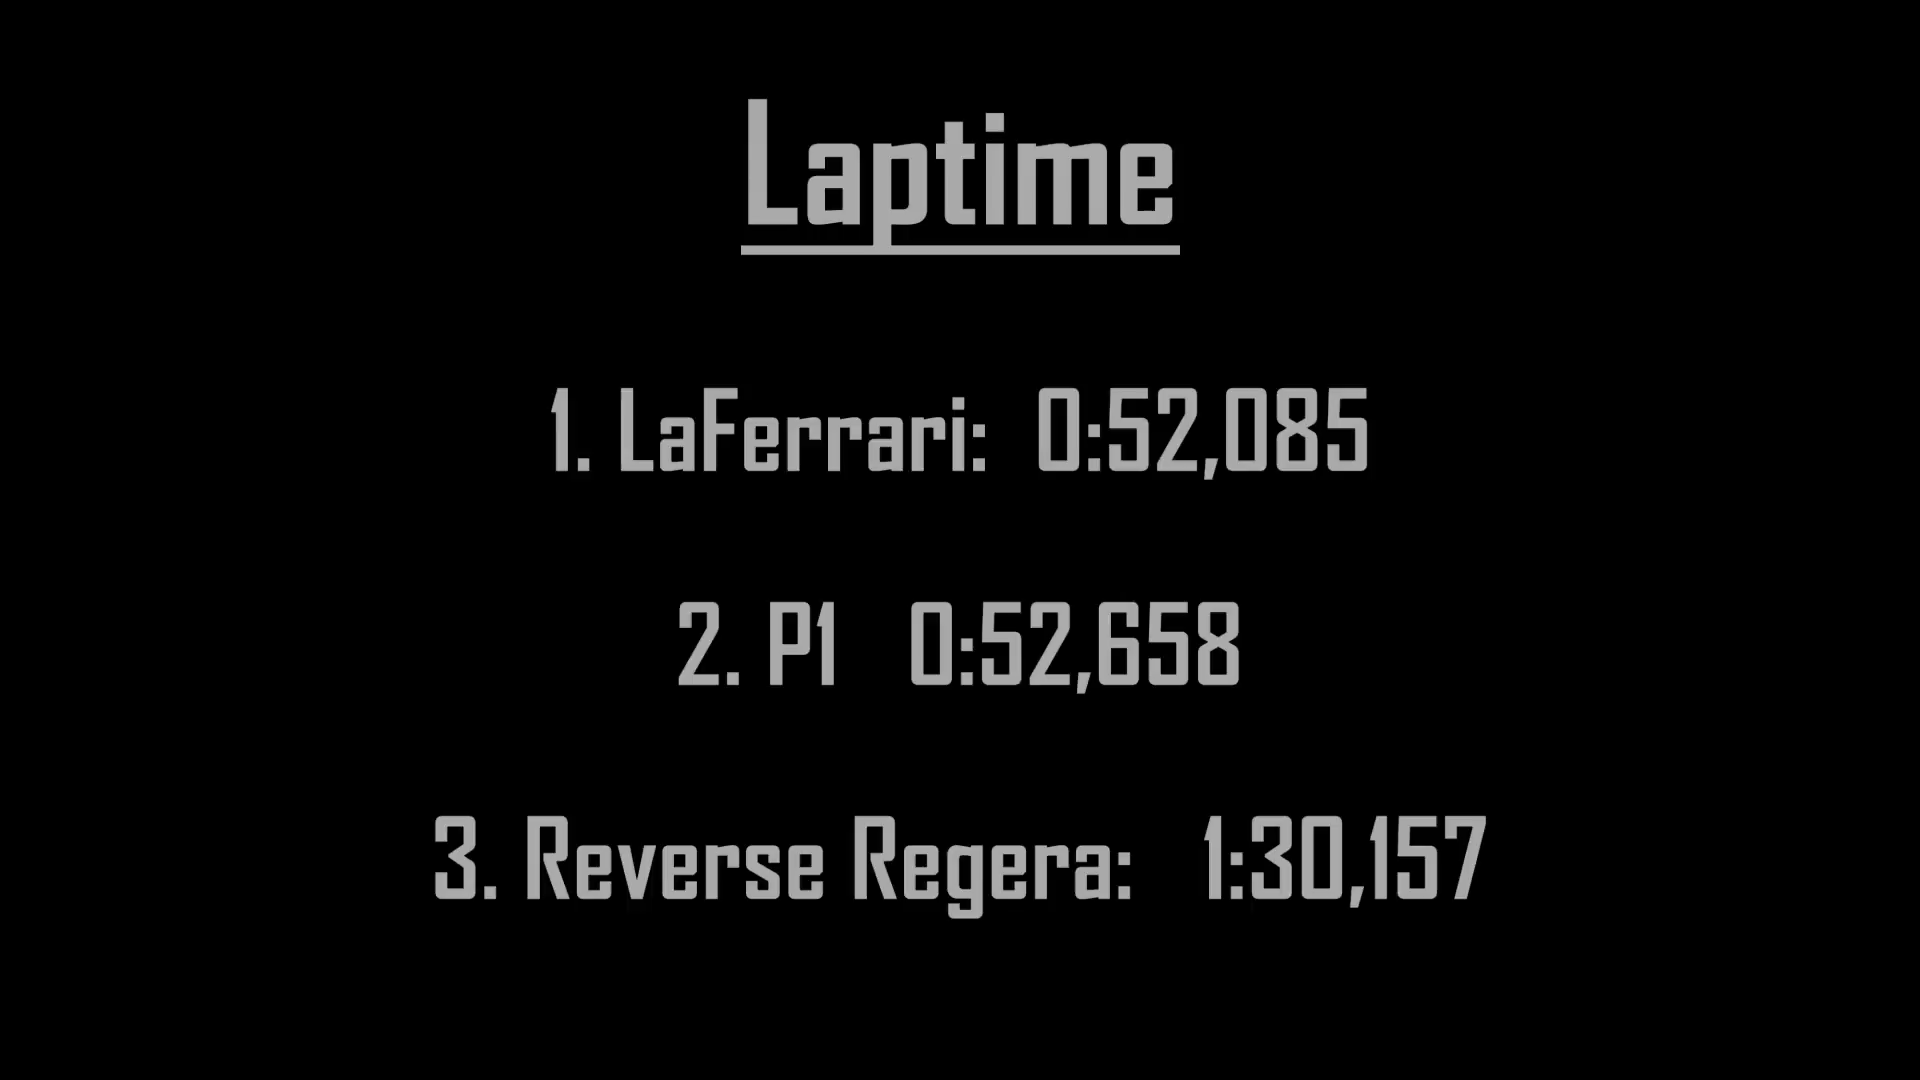 Laptime
1. LaFerrari: 0:52,085
2. P1 0:52,658
3. Reverse Regera: 1:30,157